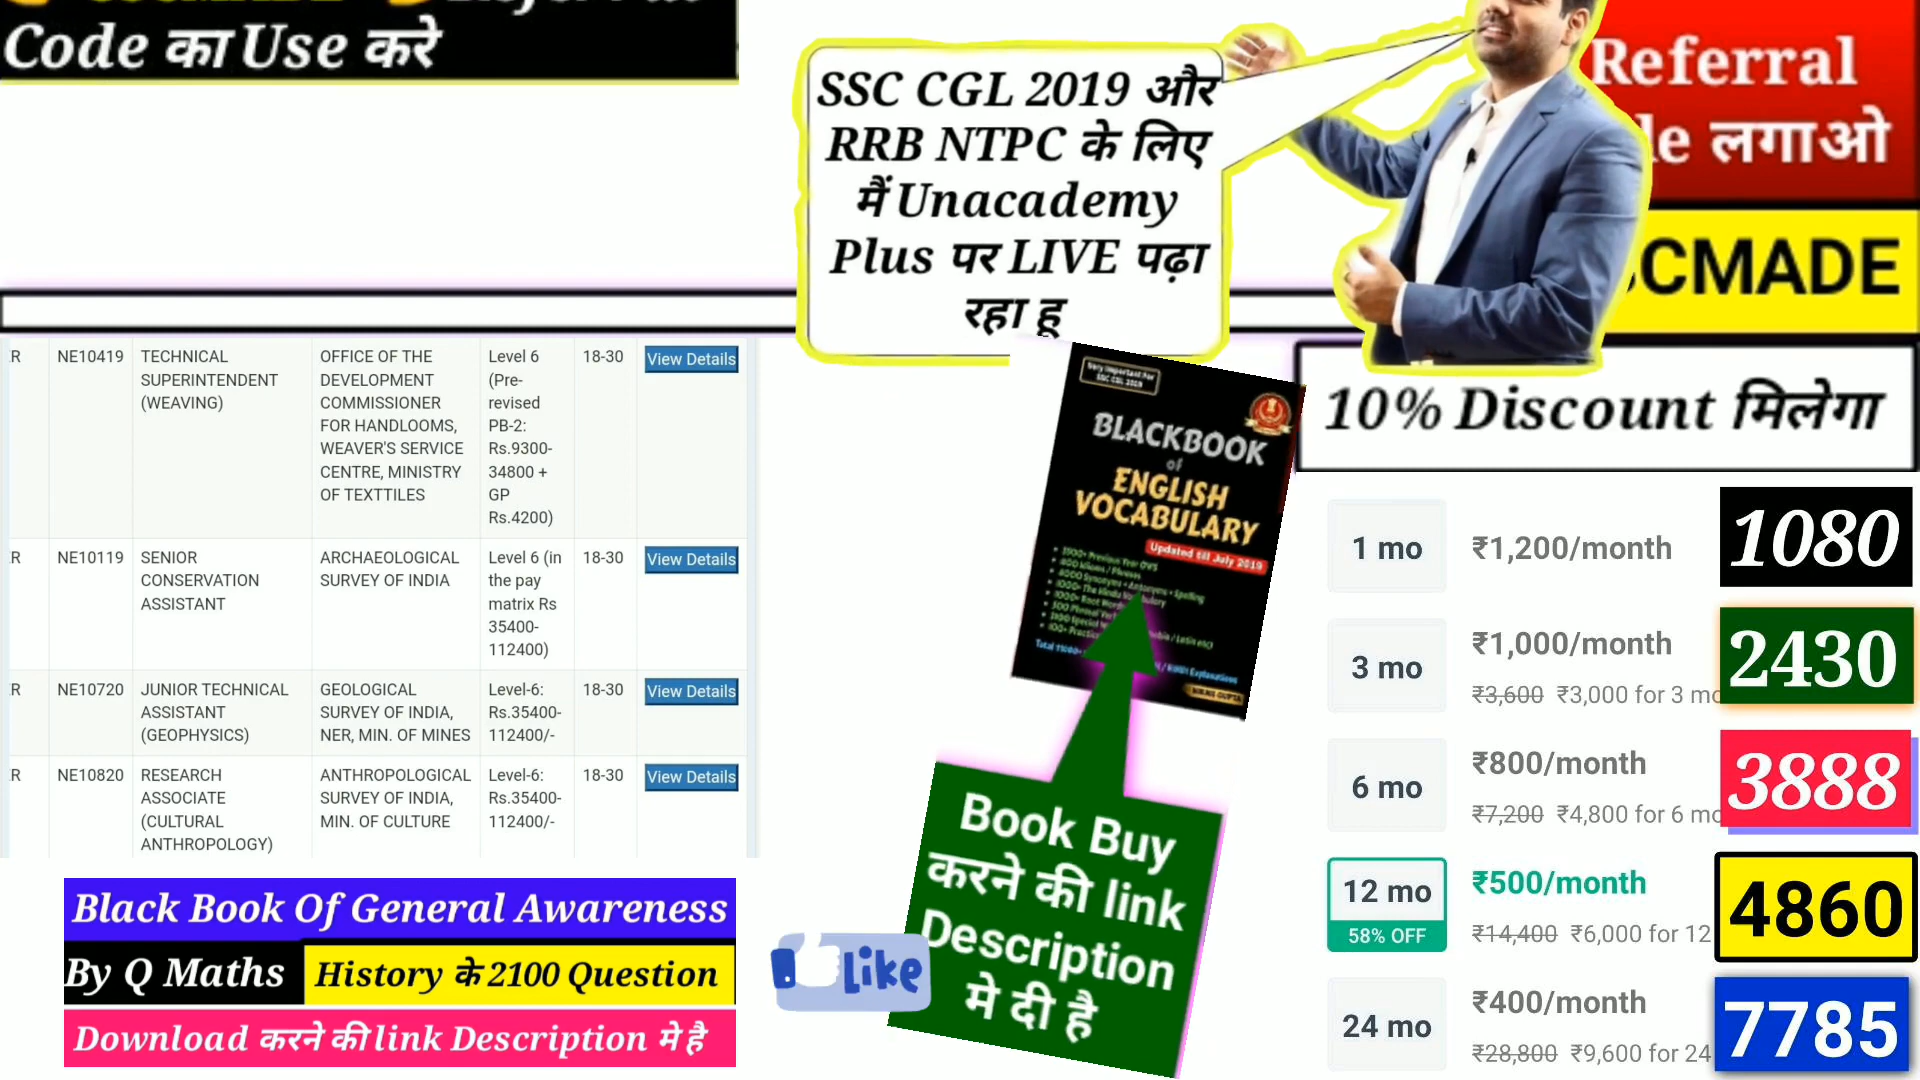 Code का Use करे
SSC CGL 2019 और
RRB NTPC के लिए
मैं Unacademy
Plus पर LIVE पढ़ा
रहा हू
Referral
लगाओ
CMADE
10% Discount मिलेगा
R NE10419 TECHNICAL SUPERINTENDENT (WEAVING) OFFICE OF THE DEVELOPMENT COMMISSIONER FOR HANDLOOMS, WEAVER'S SERVICE CENTRE, MINISTRY OF TEXTTILES Level 6 (Pre-revised PB-2: Rs.9300-34800 + GP Rs.4200) 18-30 View Details
R NE10119 SENIOR CONSERVATION ASSISTANT ARCHAEOLOGICAL SURVEY OF INDIA Level 6 (in the pay matrix Rs 35400-112400) 18-30 View Details
R NE10720 JUNIOR TECHNICAL ASSISTANT (GEOPHYSICS) GEOLOGICAL SURVEY OF INDIA, NER, MIN. OF MINES Level-6: Rs.35400-112400/- 18-30 View Details
R NE10820 RESEARCH ASSOCIATE (CULTURAL ANTHROPOLOGY) ANTHROPOLOGICAL SURVEY OF INDIA, MIN. OF CULTURE Level-6: Rs.35400-112400/- 18-30 View Details
Very Important For
SSC CGL 2019
BLACKBOOK
of
ENGLISH
VOCABULARY
Updated till July 2019
NIKHIL GUPTA
Book Buy
करने की link
Description
मे दी है
like
Black Book Of General Awareness
By Q Maths History के 2100 Question
Download करने की link Description मे है
1 mo ₹1,200/month 1080
3 mo ₹1,000/month 2430
₹3,600 ₹3,000 for 3 mo
6 mo ₹800/month 3888
₹7,200 ₹4,800 for 6 mo
12 mo ₹500/month 4860
58% OFF ₹14,400 ₹6,000 for 12
24 mo ₹400/month 7785
₹28,800 ₹9,600 for 24